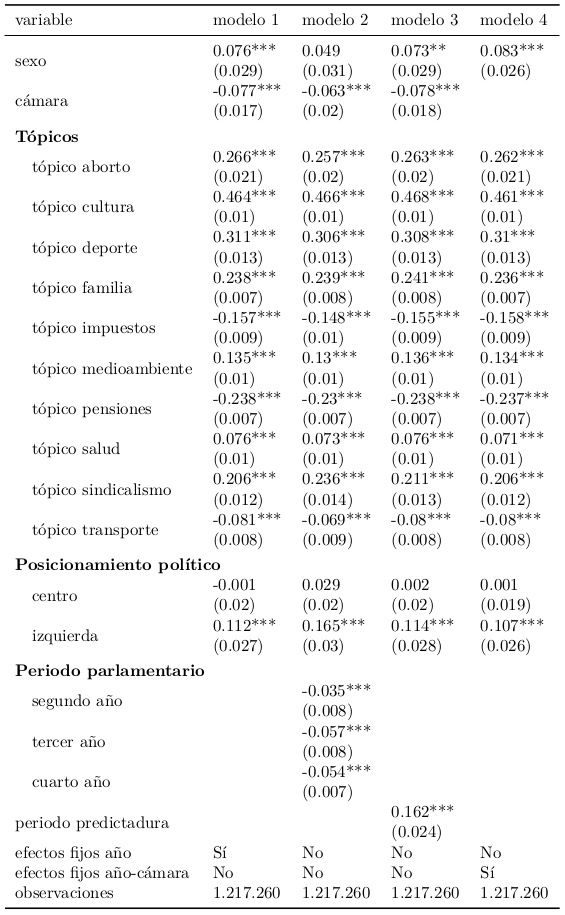 variable modelo 1 modelo 2 modelo 3 modelo 4
sexo 0.076*** 0.049 0.073** 0.083***
(0.029) (0.031) (0.029) (0.026)
cámara -0.077*** -0.063*** -0.078***
(0.017) (0.02) (0.018)
Tópicos
tópico aborto 0.266*** 0.257*** 0.263*** 0.262***
(0.021) (0.02) (0.02) (0.021)
tópico cultura 0.464*** 0.466*** 0.468*** 0.461***
(0.01) (0.01) (0.01) (0.01)
tópico deporte 0.311*** 0.306*** 0.308*** 0.31***
(0.013) (0.013) (0.013) (0.013)
tópico familia 0.238*** 0.239*** 0.241*** 0.236***
(0.007) (0.008) (0.008) (0.007)
tópico impuestos -0.157*** -0.148*** -0.155*** -0.158***
(0.009) (0.01) (0.009) (0.009)
tópico medioambiente 0.135*** 0.13*** 0.136*** 0.134***
(0.01) (0.01) (0.01) (0.01)
tópico pensiones -0.238*** -0.23*** -0.238*** -0.237***
(0.007) (0.007) (0.007) (0.007)
tópico salud 0.076*** 0.073*** 0.076*** 0.071***
(0.01) (0.01) (0.01) (0.01)
tópico sindicalismo 0.206*** 0.236*** 0.211*** 0.206***
(0.012) (0.014) (0.013) (0.012)
tópico transporte -0.081*** -0.069*** -0.08*** -0.08***
(0.008) (0.009) (0.008) (0.008)
Posicionamiento político
centro -0.001 0.029 0.002 0.001
(0.02) (0.02) (0.02) (0.019)
izquierda 0.112*** 0.165*** 0.114*** 0.107***
(0.027) (0.03) (0.028) (0.026)
Periodo parlamentario
segundo año -0.035***
(0.008)
tercer año -0.057***
(0.008)
cuarto año -0.054***
(0.007)
periodo predictadura 0.162***
(0.024)
efectos fijos año Sí No No No
efectos fijos año-cámara No No No Sí
observaciones 1.217.260 1.217.260 1.217.260 1.217.260